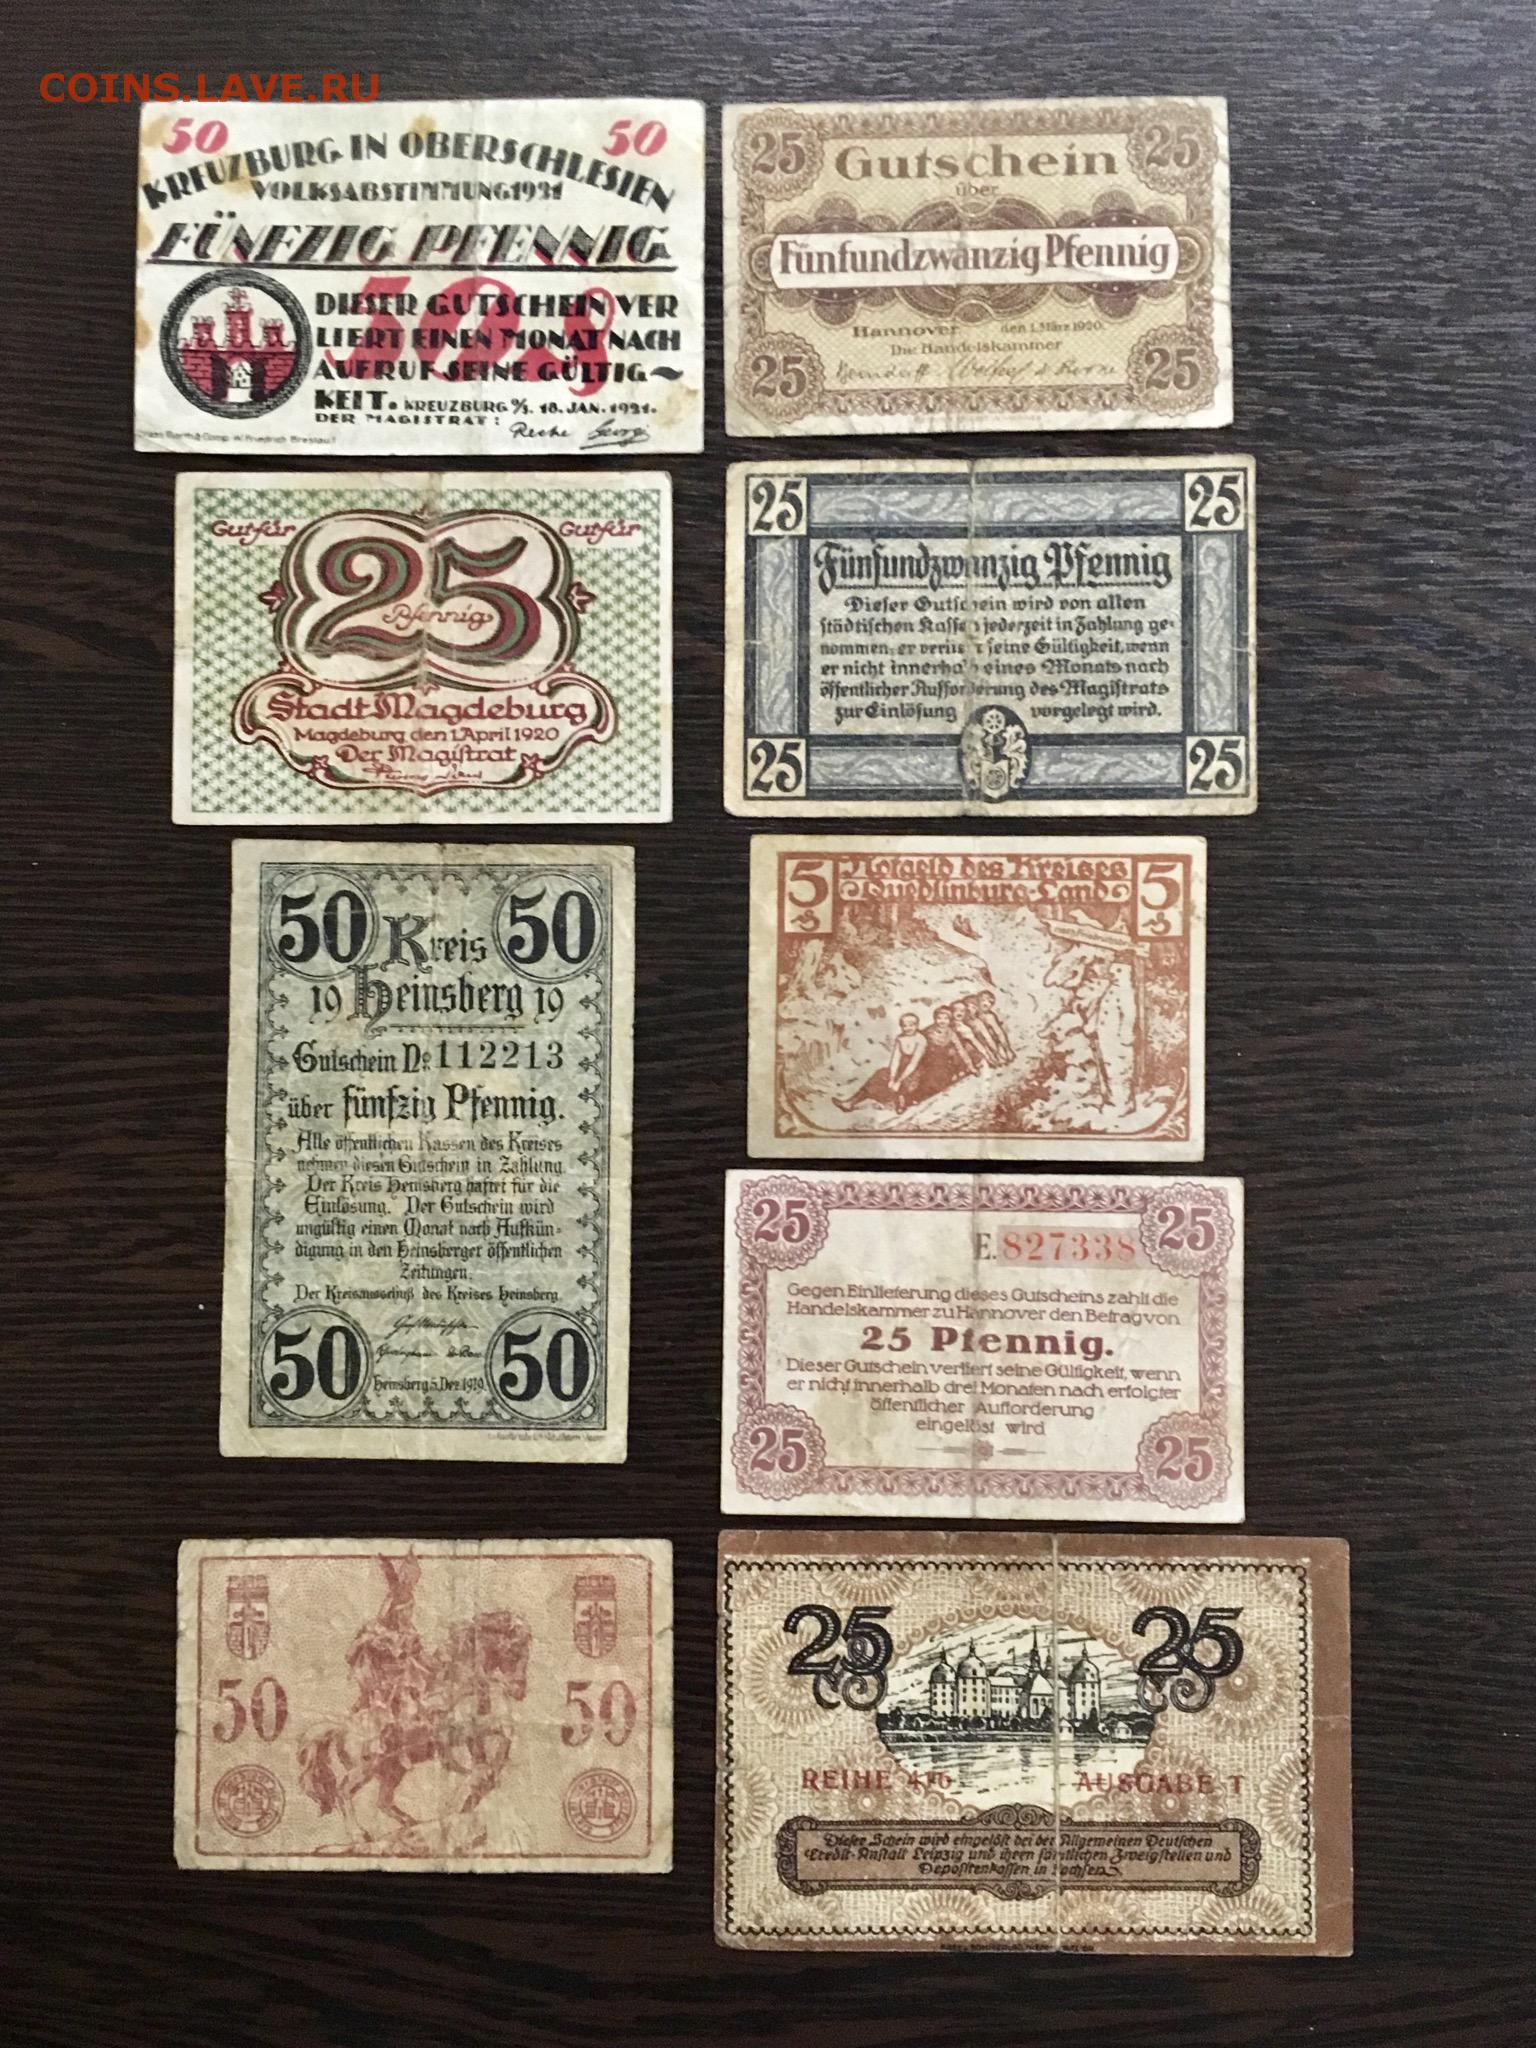 COINS.LAVE.RU
50 50
KREUZBURG IN OBERSCHLESIEN
VOLKSABSTIMMUNG 1921
FÜNFZIG PFENNIG
50
DIESER GUTSCHEIN VER
LIERT EINEN MONAT NACH
AUFRUF SEINE GÜLTIG~
KEIT. KREUZBURG O/S. 18. JAN. 1921.
DER MAGISTRAT:
25 25
Gutschein
über
Fünfundzwanzig Pfennig
Hannover den 1. März 1920.
Die Handelskammer
25 25
Gut für Gut für
25
Pfennig
Stadt Magdeburg
Magdeburg den 1. April 1920
Der Magistrat
25 25
Fünfundzwanzig Pfennig
Dieser Gutschein wird von allen
städtischen Kassen jederzeit in Zahlung ge-
nommen; er verliert seine Gültigkeit, wenn
er nicht innerhalb eines Monats nach
öffentlicher Aufforderung des Magistrats
zur Einlösung vorgelegt wird.
25 25
50 50
Kreis
19 Heinsberg 19
Gutschein No. 112213
über fünfzig Pfennig.
Alle öffentlichen Kassen des Kreises
nehmen diesen Gutschein in Zahlung.
Der Kreis Heinsberg haftet für die
Einlösung. Der Gutschein wird
ungültig einen Monat nach Aufkün=
digung in den Heinsberger öffentlichen
Zeitungen.
Der Kreisausschuß des Kreises Heinsberg.
Heinsberg 5. Dez. 1919.
50 50
5 Notgeld des Kreises 5
Quedlinburg-Land
25 25
E. 827338
Gegen Einlieferung dieses Gutscheins zahlt die
Handelskammer zu Hannover den Betrag von
25 Pfennig.
Dieser Gutschein verliert seine Gültigkeit, wenn
er nicht innerhalb drei Monaten nach erfolgter
öffentlicher Aufforderung
eingelöst wird
25 25
50 50
25 25
REIHE 476 AUSGABE T
Dieser Schein wird eingelöst bei der Allgemeinen Deutschen
Credit-Anstalt Leipzig und ihren sämtlichen Zweigstellen und
Depositenkassen in Sachsen